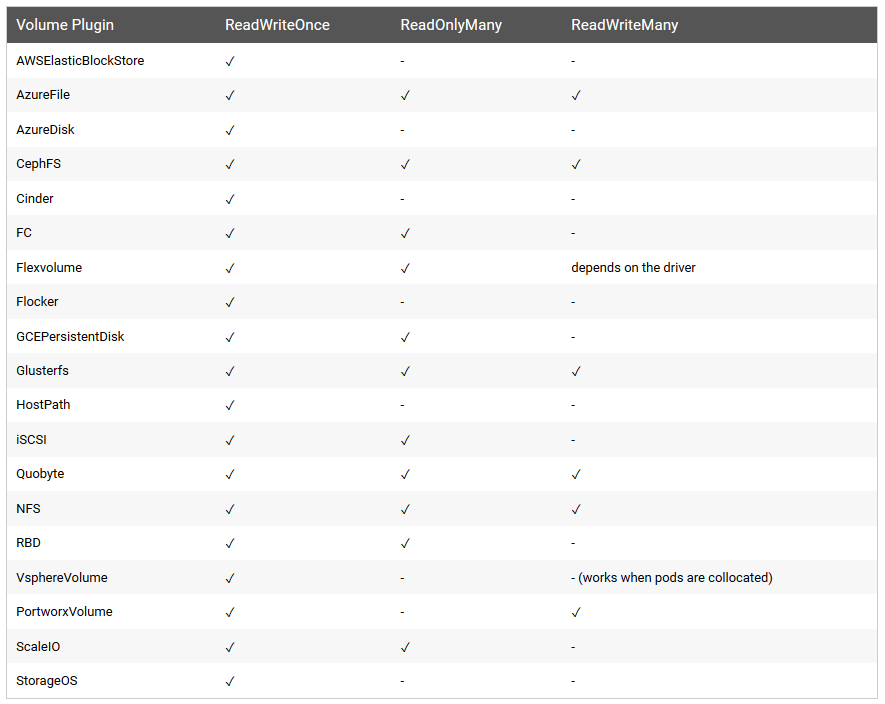 Volume Plugin ReadWriteOnce ReadOnlyMany ReadWriteMany
AWSElasticBlockStore ✓ - -
AzureFile ✓ ✓ ✓
AzureDisk ✓ - -
CephFS ✓ ✓ ✓
Cinder ✓ - -
FC ✓ ✓ -
Flexvolume ✓ ✓ depends on the driver
Flocker ✓ - -
GCEPersistentDisk ✓ ✓ -
Glusterfs ✓ ✓ ✓
HostPath ✓ - -
iSCSI ✓ ✓ -
Quobyte ✓ ✓ ✓
NFS ✓ ✓ ✓
RBD ✓ ✓ -
VsphereVolume ✓ - - (works when pods are collocated)
PortworxVolume ✓ - ✓
ScaleIO ✓ ✓ -
StorageOS ✓ - -